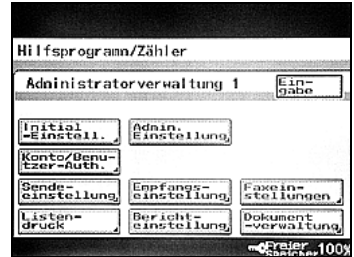 Hilfsprogramm/Zähler
Administratorverwaltung 1
Ein-
gabe
Initial
-Einstell.
Admin.
Einstellung
Konto/Benu-
tzer-Auth.
Sende-
einstellung
Empfangs-
einstellung
Faxein-
stellungen
Listen-
druck
Bericht-
einstellung
Dokument
-verwaltung
Freier
Speicher 100%